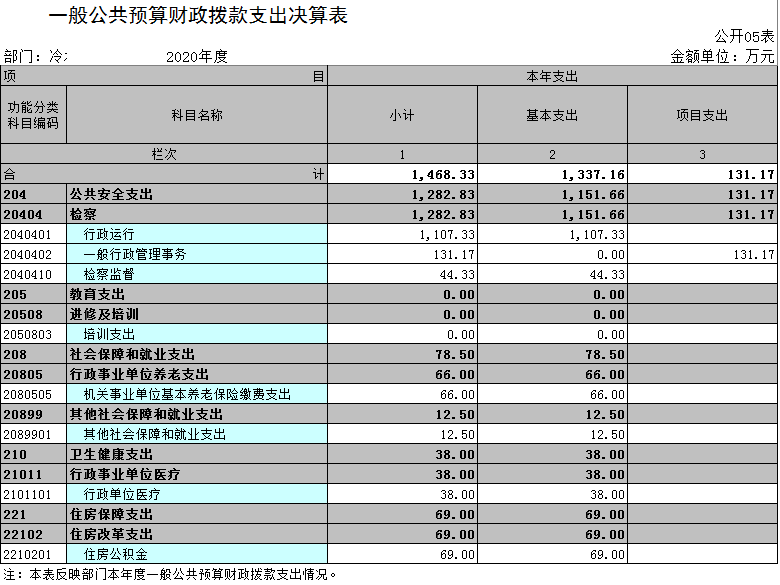 一般公共预算财政拨款支出决算表
公开05表
部门：冷 2020年度 金额单位：万元
项 目 本年支出
功能分类科目编码 科目名称 小计 基本支出 项目支出
栏次 1 2 3
合 计 1,468.33 1,337.16 131.17
204 公共安全支出 1,282.83 1,151.66 131.17
20404 检察 1,282.83 1,151.66 131.17
2040401 行政运行 1,107.33 1,107.33
2040402 一般行政管理事务 131.17 0.00 131.17
2040410 检察监督 44.33 44.33
205 教育支出 0.00 0.00
20508 进修及培训 0.00 0.00
2050803 培训支出 0.00 0.00
208 社会保障和就业支出 78.50 78.50
20805 行政事业单位养老支出 66.00 66.00
2080505 机关事业单位基本养老保险缴费支出 66.00 66.00
20899 其他社会保障和就业支出 12.50 12.50
2089901 其他社会保障和就业支出 12.50 12.50
210 卫生健康支出 38.00 38.00
21011 行政事业单位医疗 38.00 38.00
2101101 行政单位医疗 38.00 38.00
221 住房保障支出 69.00 69.00
22102 住房改革支出 69.00 69.00
2210201 住房公积金 69.00 69.00
注：本表反映部门本年度一般公共预算财政拨款支出情况。